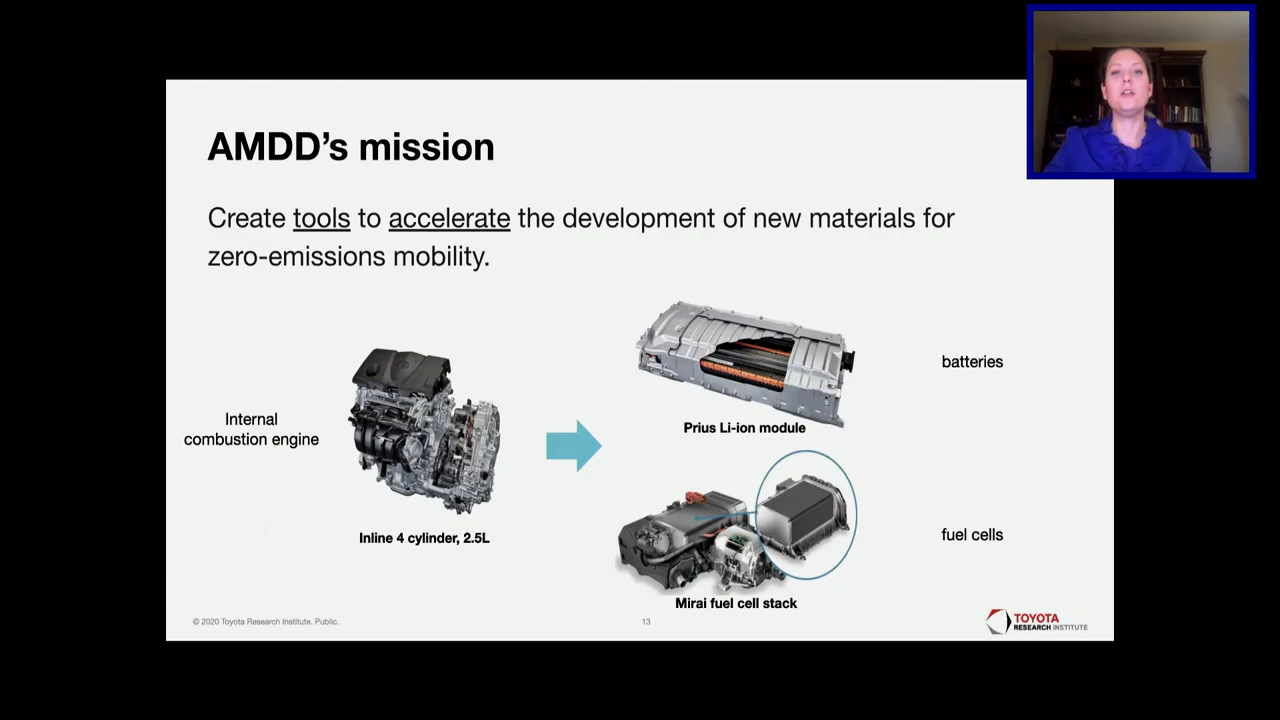 AMDD’s mission
Create tools to accelerate the development of new materials for
zero-emissions mobility.
Internal
combustion engine
Inline 4 cylinder, 2.5L
Prius Li-ion module
batteries
Mirai fuel cell stack
fuel cells
© 2020 Toyota Research Institute. Public.
13
TOYOTA
RESEARCH INSTITUTE